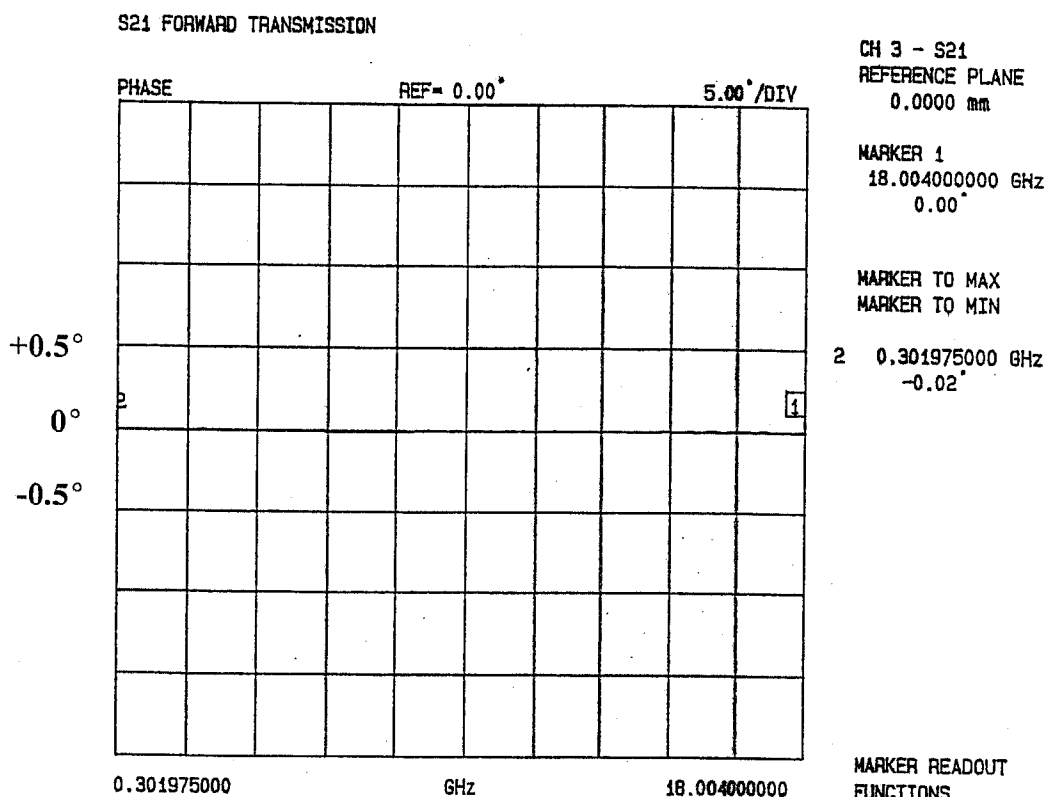 S21 FORWARD TRANSMISSION
PHASE REF= 0.00° 5.00°/DIV
+0.5°
0°
-0.5°
2
1
0.301975000 GHz 18.004000000
CH 3 - S21
REFERENCE PLANE
0.0000 mm
MARKER 1
18.004000000 GHz
0.00°
MARKER TO MAX
MARKER TO MIN
2 0.301975000 GHz
-0.02°
MARKER READOUT
FUNCTIONS